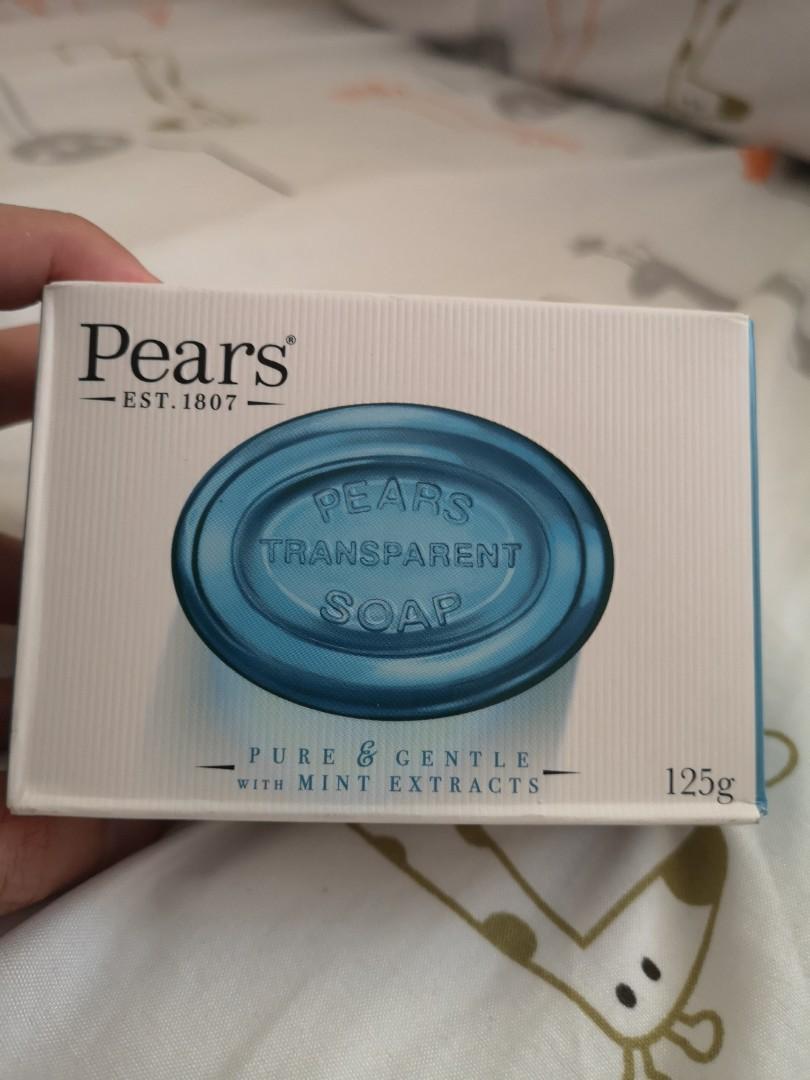 Pears®
EST. 1807
PEARS
TRANSPARENT
SOAP
PURE & GENTLE
WITH MINT EXTRACTS
125g